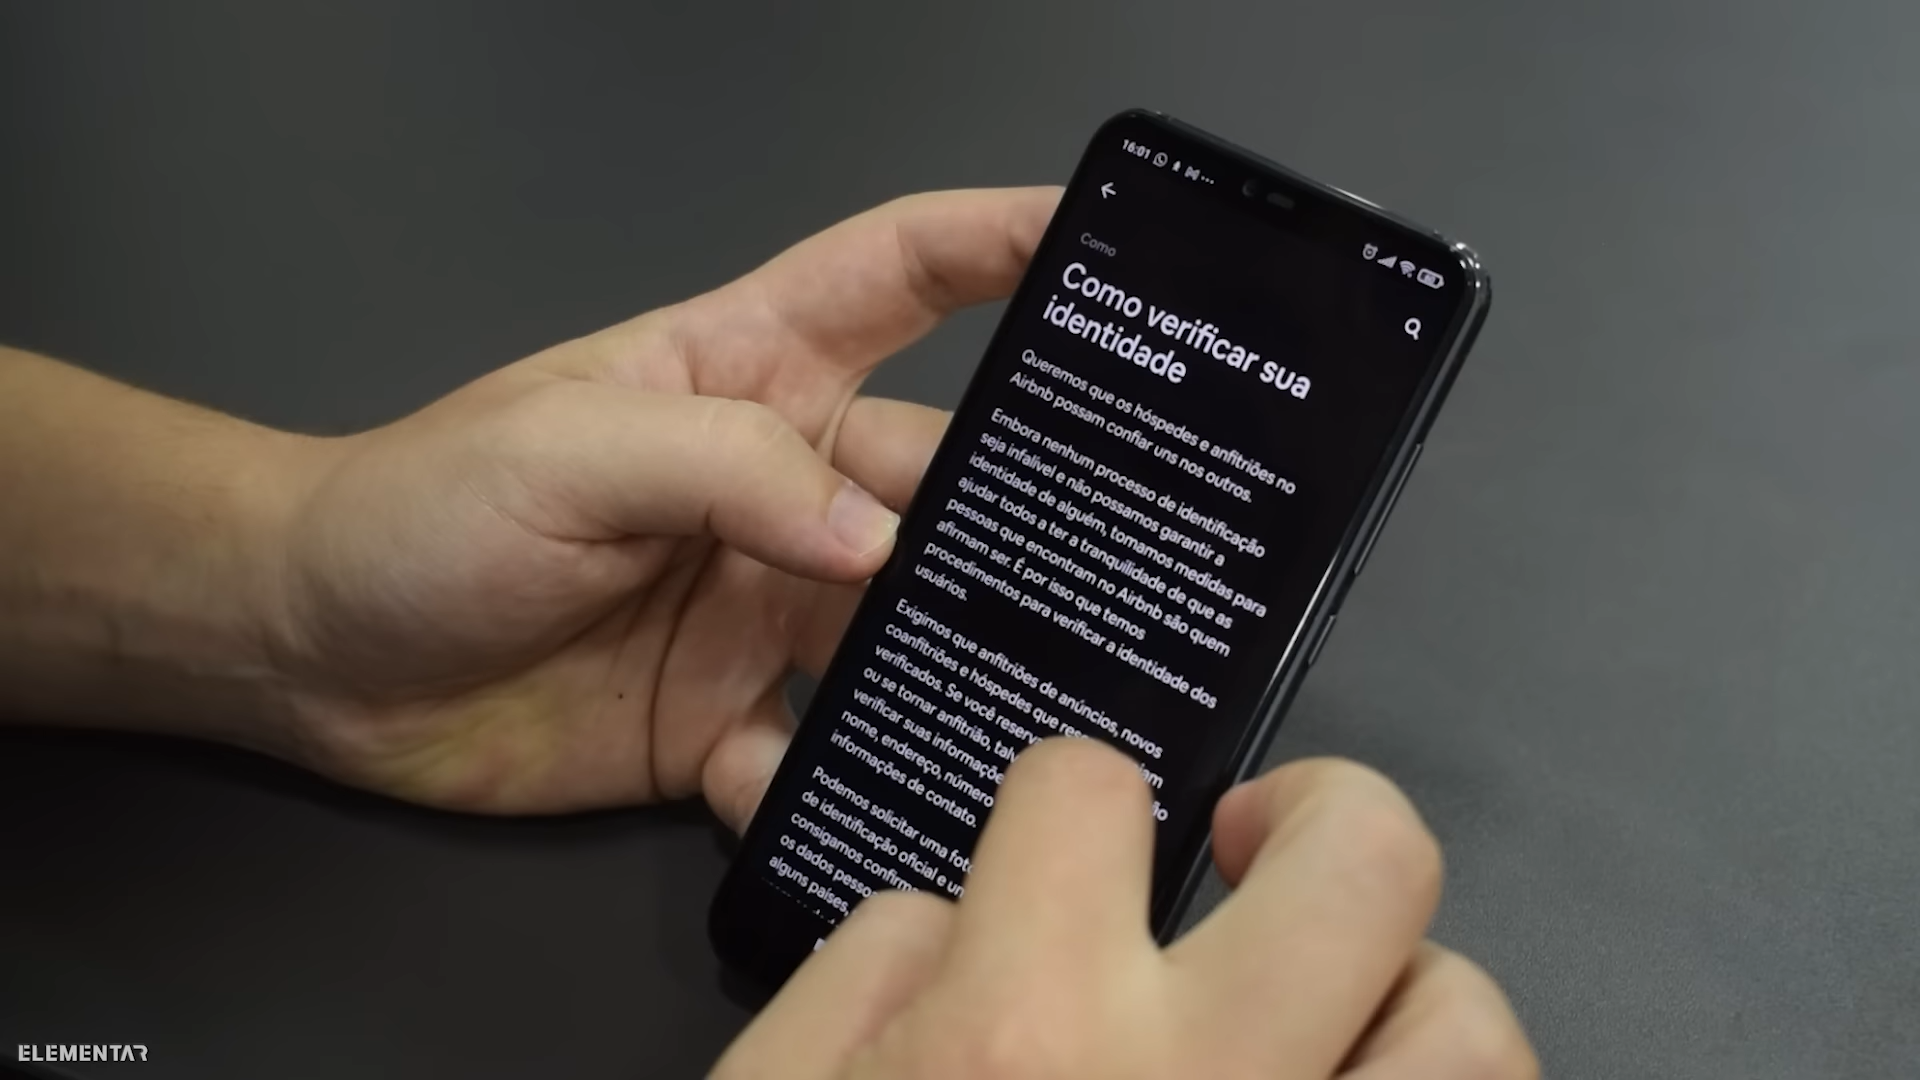 16:01
Como
Como verificar sua
identidade
Queremos que os hóspedes e anfitriões no
Airbnb possam confiar uns nos outros.
Embora nenhum processo de identificação
seja infalível e não possamos garantir a
identidade de alguém, tomamos medidas para
ajudar todos a ter a tranquilidade de que as
pessoas que encontram no Airbnb são quem
afirmam ser. É por isso que temos
procedimentos para verificar a identidade dos
usuários.
Exigimos que anfitriões de anúncios, novos
coanfitriões e hóspedes que
verificados. Se você
ou se tornar anfitrião,
verificar suas
nome, endereço, número
informações de contato.
Podemos solicitar uma
de identificação oficial e
consigamos
os dados
alguns países,
ELEMENTAR